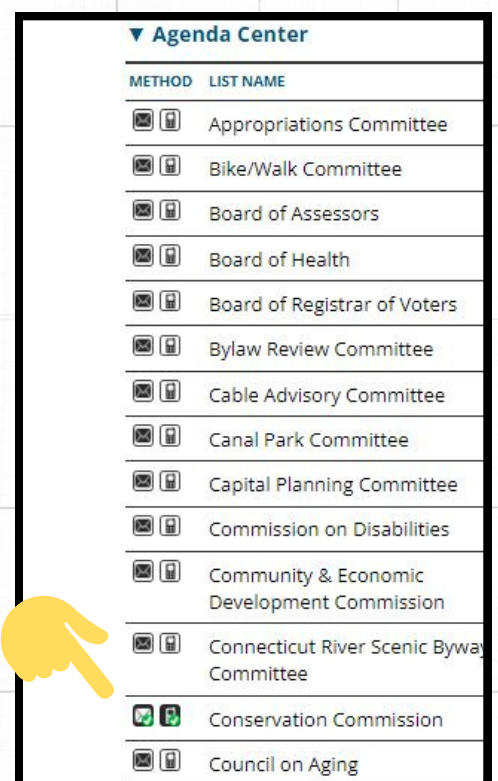 ▼ Agenda Center
METHOD LIST NAME
Appropriations Committee
Bike/Walk Committee
Board of Assessors
Board of Health
Board of Registrar of Voters
Bylaw Review Committee
Cable Advisory Committee
Canal Park Committee
Capital Planning Committee
Commission on Disabilities
Community & Economic
Development Commission
Connecticut River Scenic Byway
Committee
Conservation Commission
Council on Aging